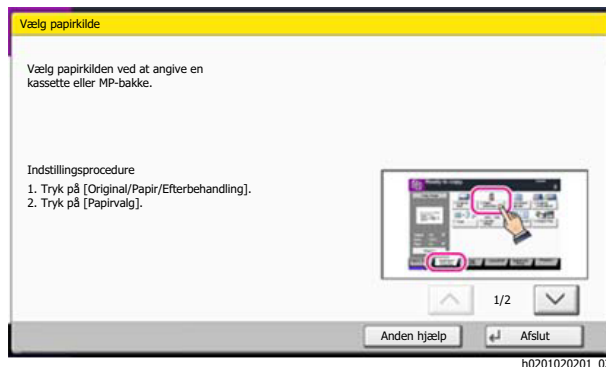 Vælg papirkilde
Vælg papirkilden ved at angive en
kassette eller MP-bakke.
Indstillingsprocedure
1. Tryk på [Original/Papir/Efterbehandling].
2. Tryk på [Papirvalg].
1/2
Anden hjælp
Afslut